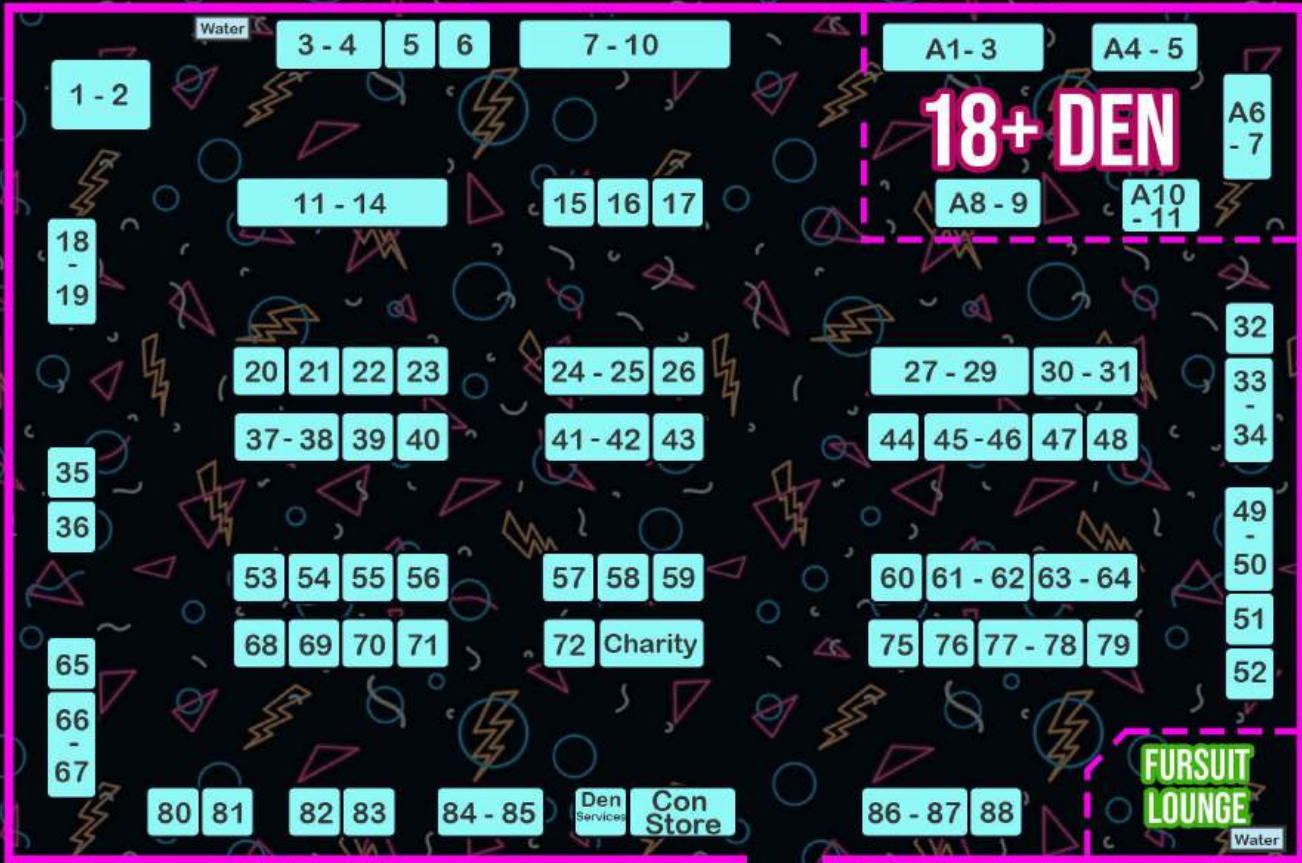 Water
3 - 4
5
6
7 - 10
A1- 3
A4 - 5
1 - 2
18+ DEN
A6
- 7
11 - 14
15
16
17
A8 - 9
A10
- 11
18
-
19
32
20
21
22
23
24 - 25
26
27 - 29
30 - 31
33
-
34
37- 38
39
40
41 - 42
43
44
45 -46
47
48
35
36
49
-
50
53
54
55
56
57
58
59
60
61 - 62
63 - 64
51
68
69
70
71
72
Charity
75
76
77 - 78
79
52
65
66
-
67
FURSUIT
LOUNGE
80
81
82
83
84 - 85
Den
Services
Con
Store
86 - 87
88
Water